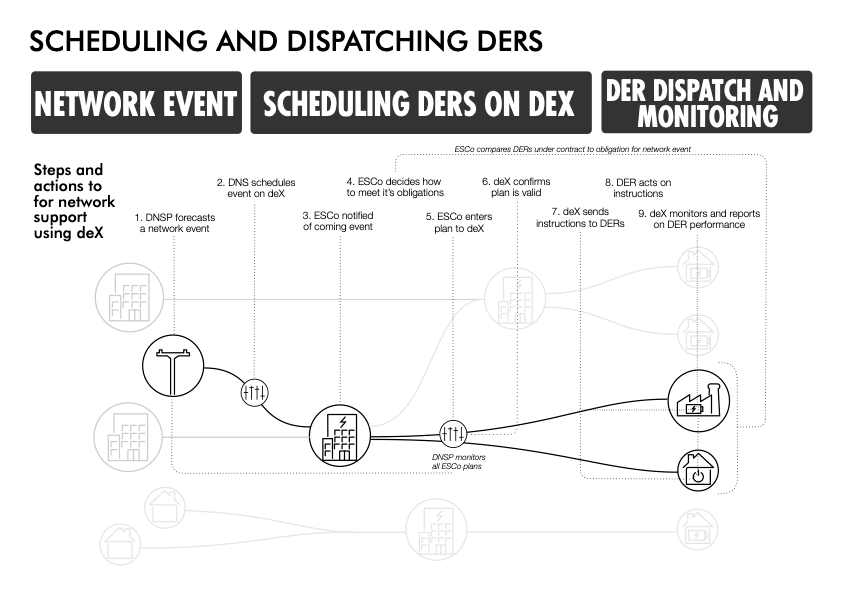 SCHEDULING AND DISPATCHING DERS
NETWORK EVENT
SCHEDULING DERS ON DEX
DER DISPATCH AND
MONITORING
ESCo compares DERs under contract to obligation for network event
Steps and
actions to
for network
support
using deX
1. DNSP forecasts
a network event
2. DNS schedules
event on deX
3. ESCo notified
of coming event
4. ESCo decides how
to meet it's obligations
5. ESCo enters
plan to deX
6. deX confirms
plan is valid
7. deX sends
instructions to DERs
8. DER acts on
instructions
9. deX monitors and reports
on DER performance
DNSP monitors
all ESCo plans